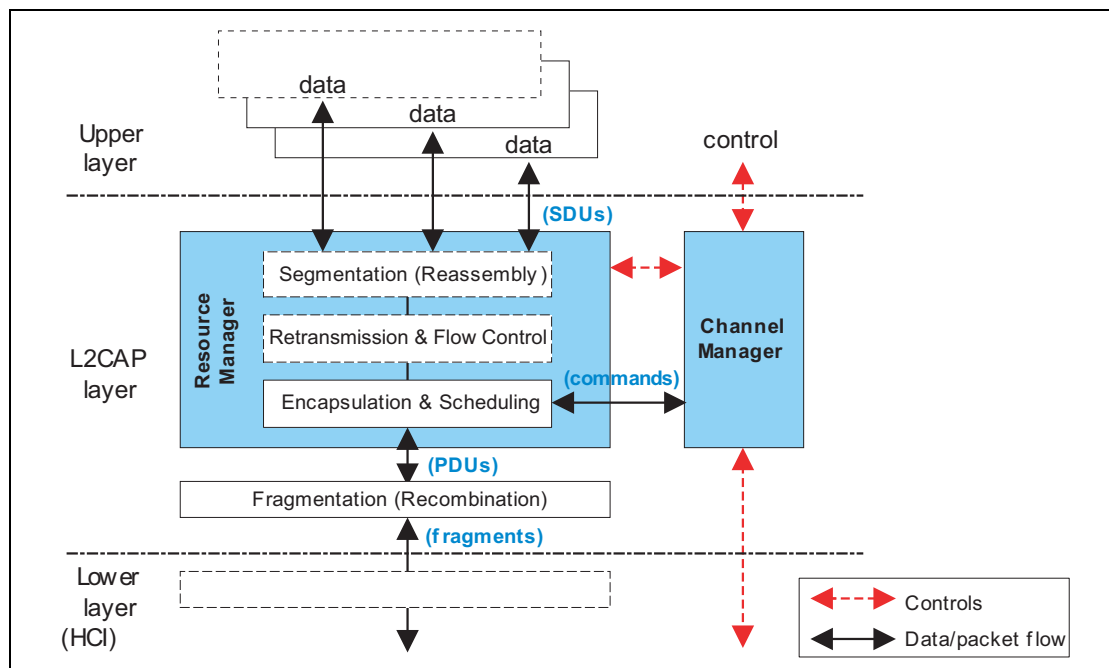 data
data
data
Upper
layer
control
(SDUs)
Segmentation (Reassembly)
Retransmission & Flow Control
Encapsulation & Scheduling
Resource
Manager
Channel
Manager
L2CAP
layer
(commands)
(PDUs)
Fragmentation (Recombination)
(fragments)
Lower
layer
(HCI)
Controls
Data/packet flow